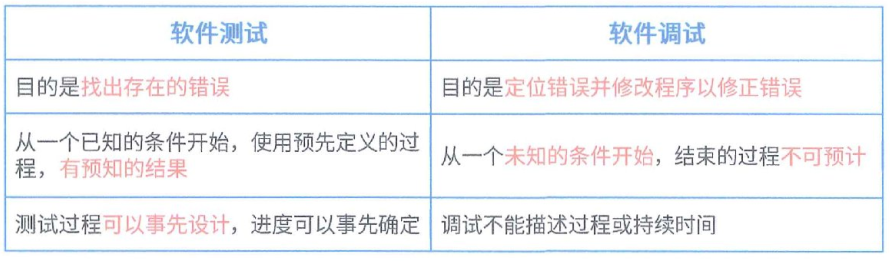 软件测试
软件调试
目的是找出存在的错误
目的是定位错误并修改程序以修正错误
从一个已知的条件开始，使用预先定义的过
程，有预知的结果
从一个未知的条件开始，结束的过程不可预计
测试过程可以事先设计，进度可以事先确定
调试不能描述过程或持续时间